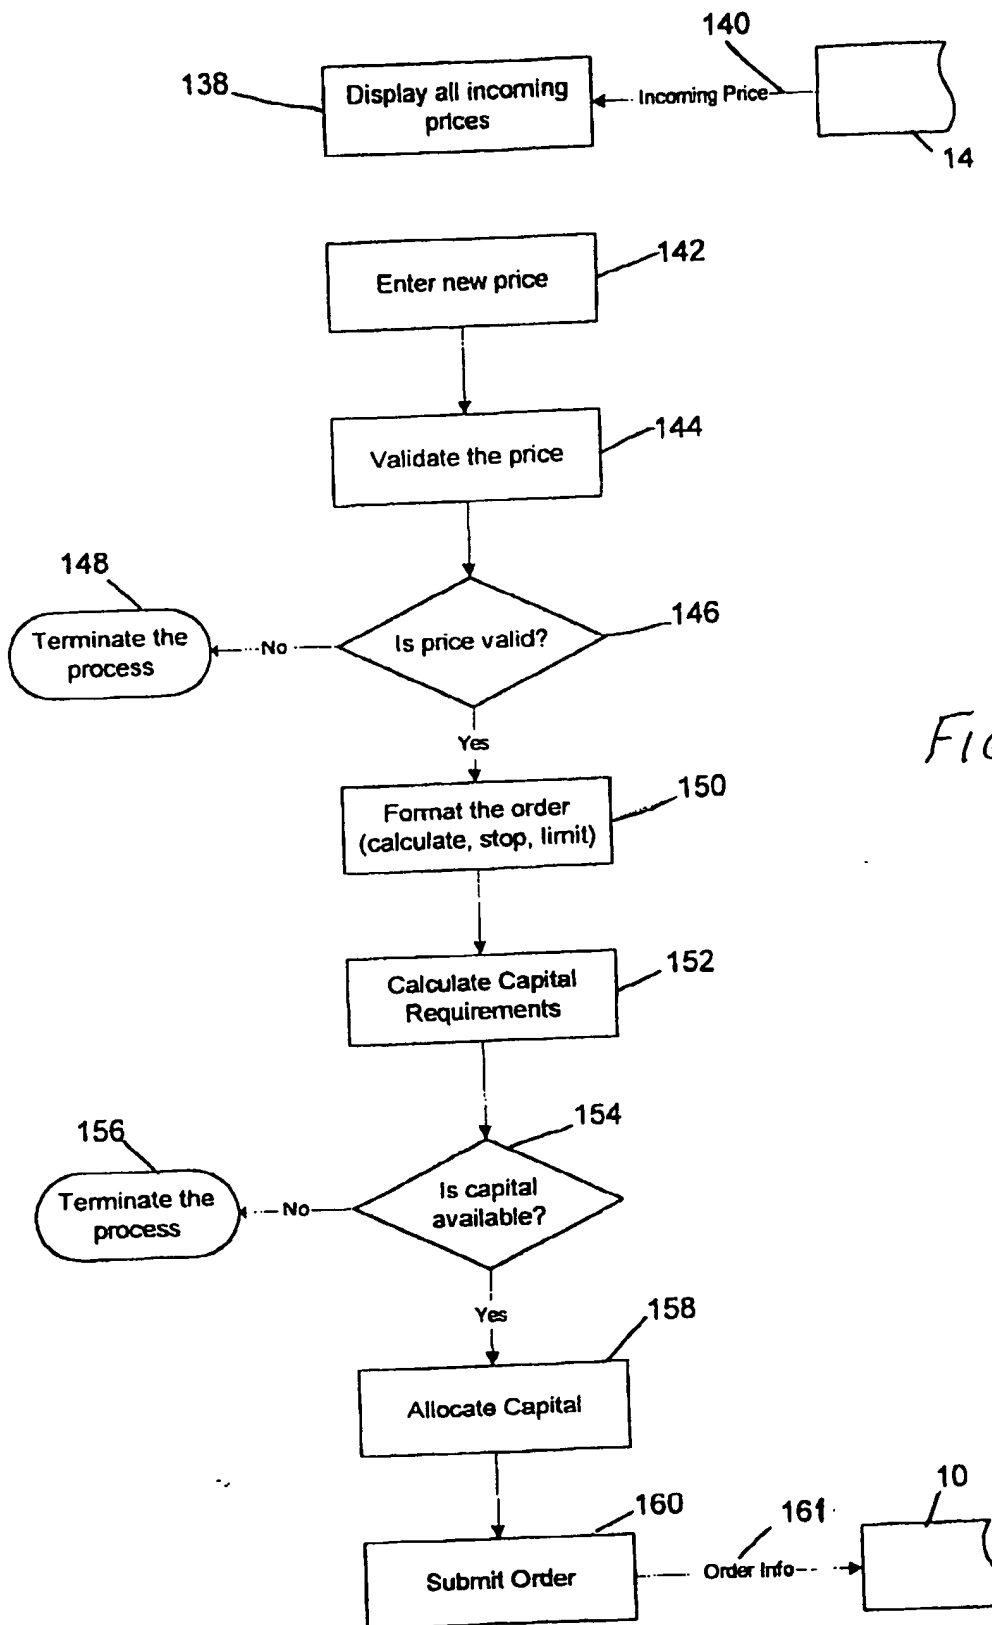 140
138
Display all incoming
prices
Incoming Price
14
Enter new price
142
Validate the price
144
148
Terminate the
process
No
Is price valid?
146
Yes
FIG
Format the order
(calculate, stop, limit)
150
Calculate Capital
Requirements
152
154
156
Terminate the
process
No
Is capital
available?
Yes
158
Allocate Capital
160
Submit Order
161
Order Info
10